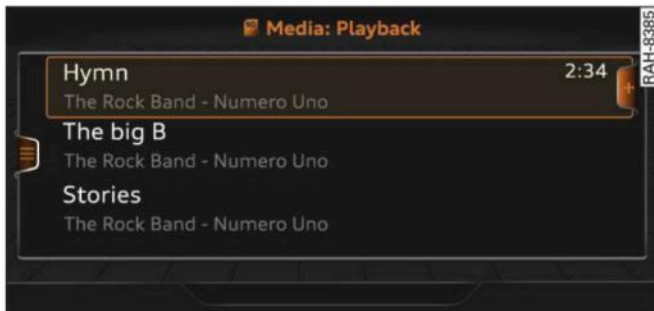 Media: Playback
Hymn 2:34
The Rock Band - Numero Uno
The big B
The Rock Band - Numero Uno
Stories
The Rock Band - Numero Uno
RAH-8385